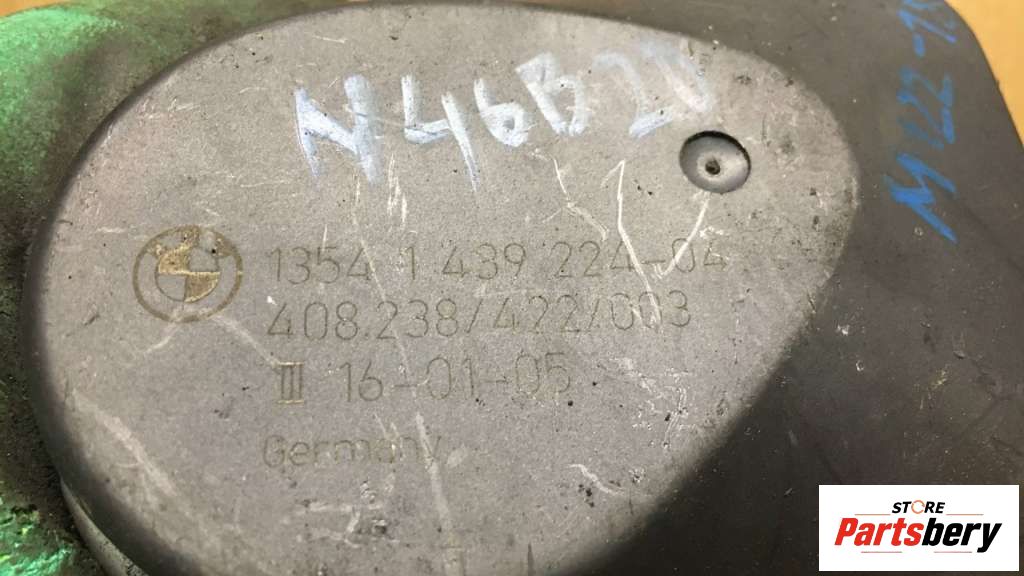 N46B20
1354 1 439 224-04
408.238/422/003
III 16-01-05
Germany
STORE
Partsbery